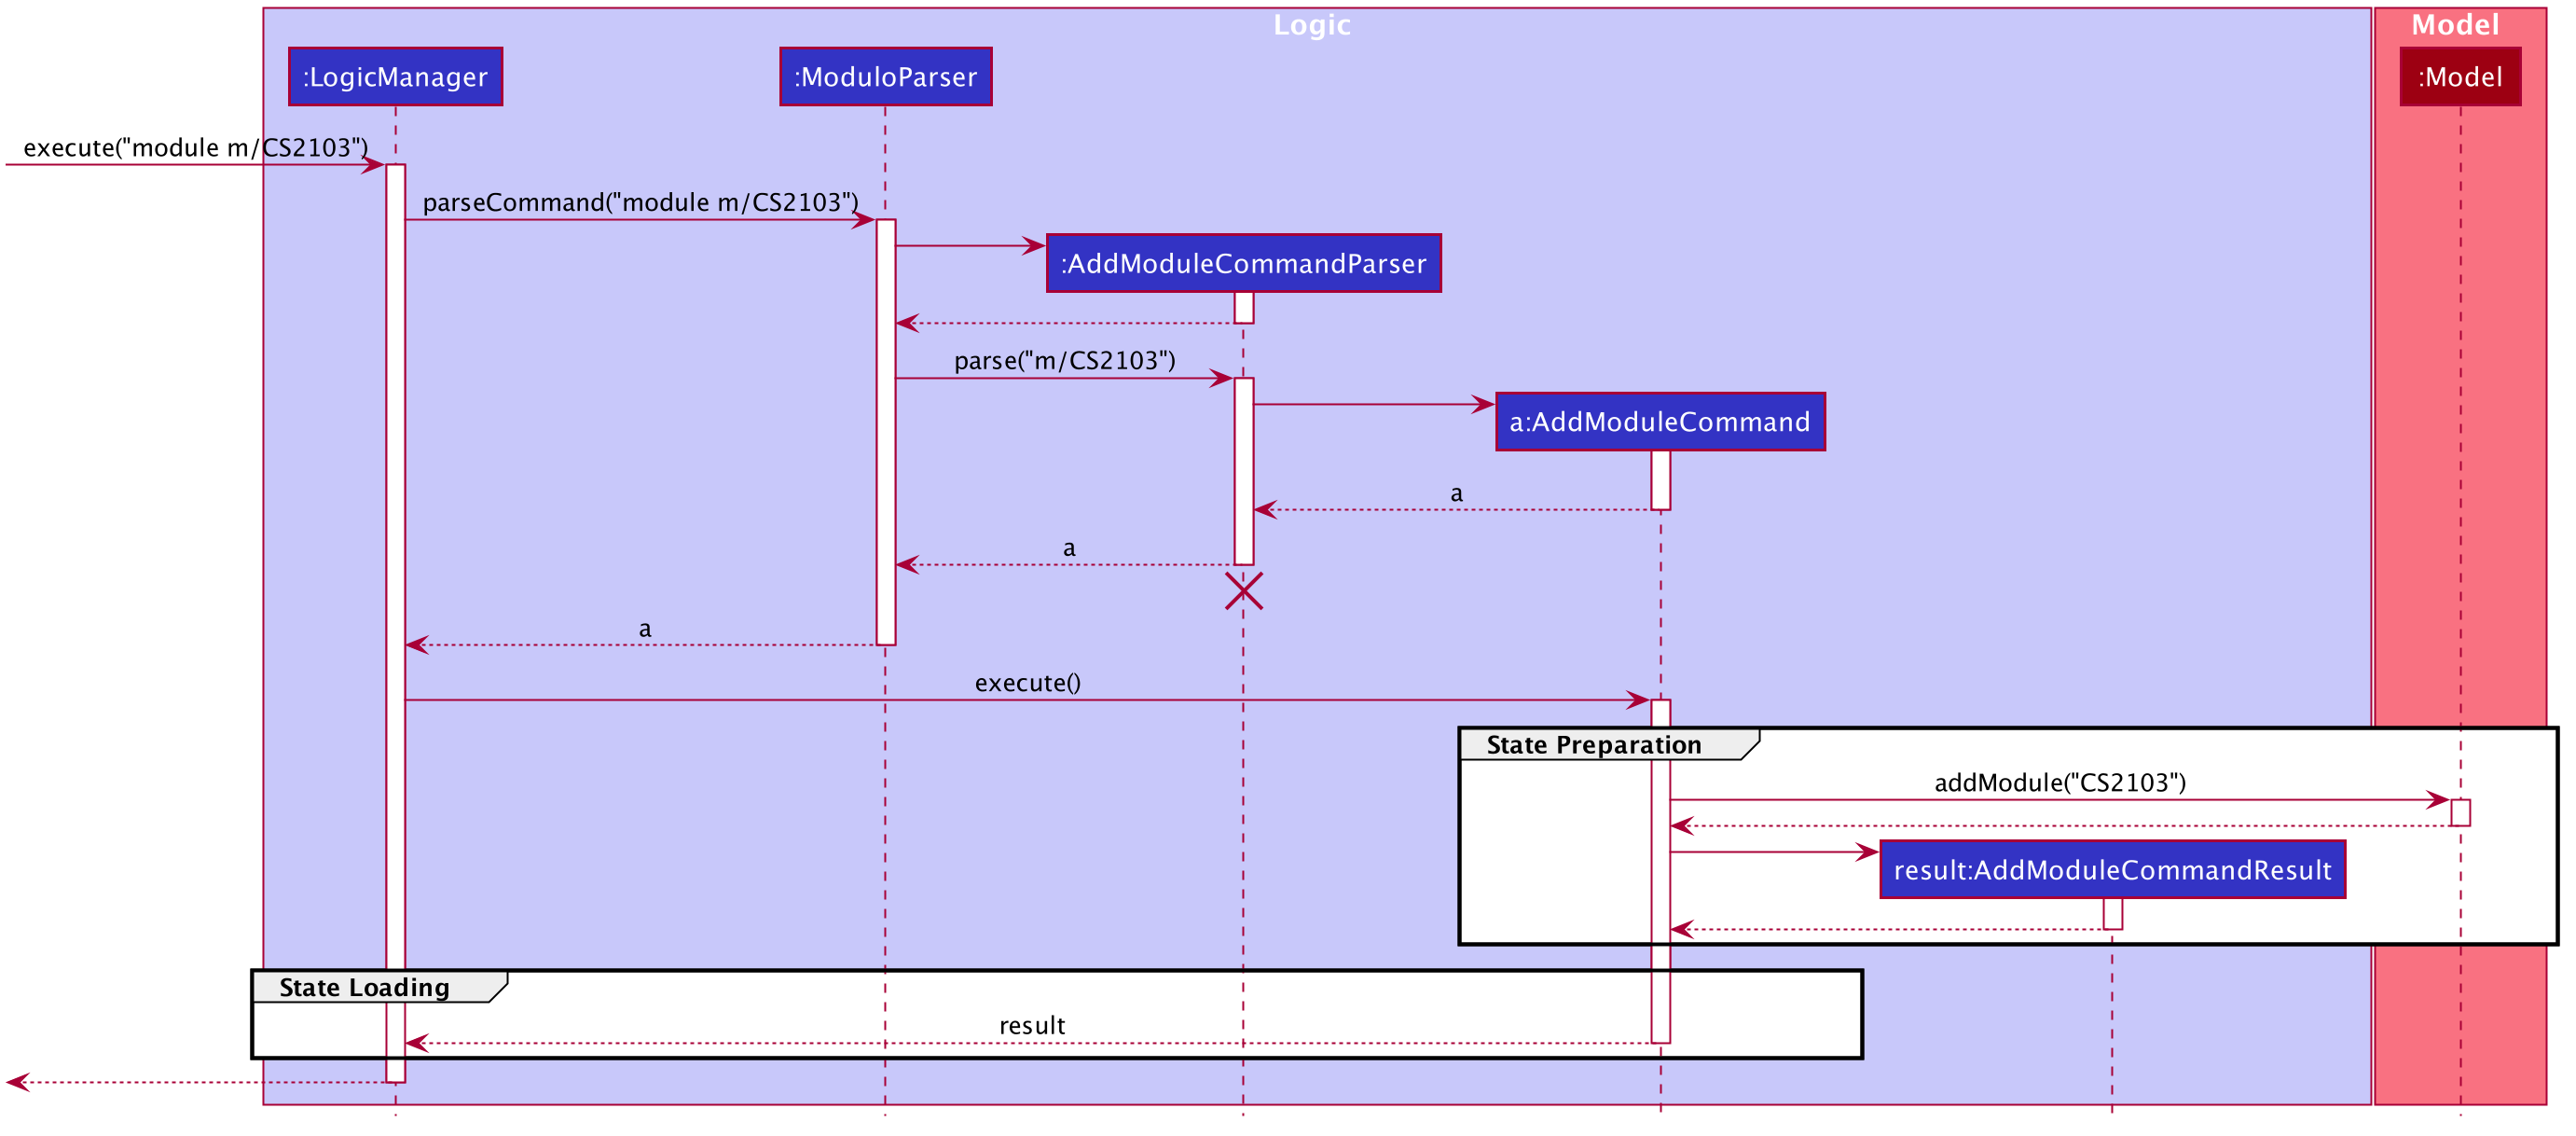 Logic
Model
:LogicManager
:ModuloParser
:Model
execute("module m/CS2103")
parseCommand("module m/CS2103")
:AddModuleCommandParser
parse("m/CS2103")
a:AddModuleCommand
a
a
a
execute()
State Preparation
addModule("CS2103")
result:AddModuleCommandResult
State Loading
result